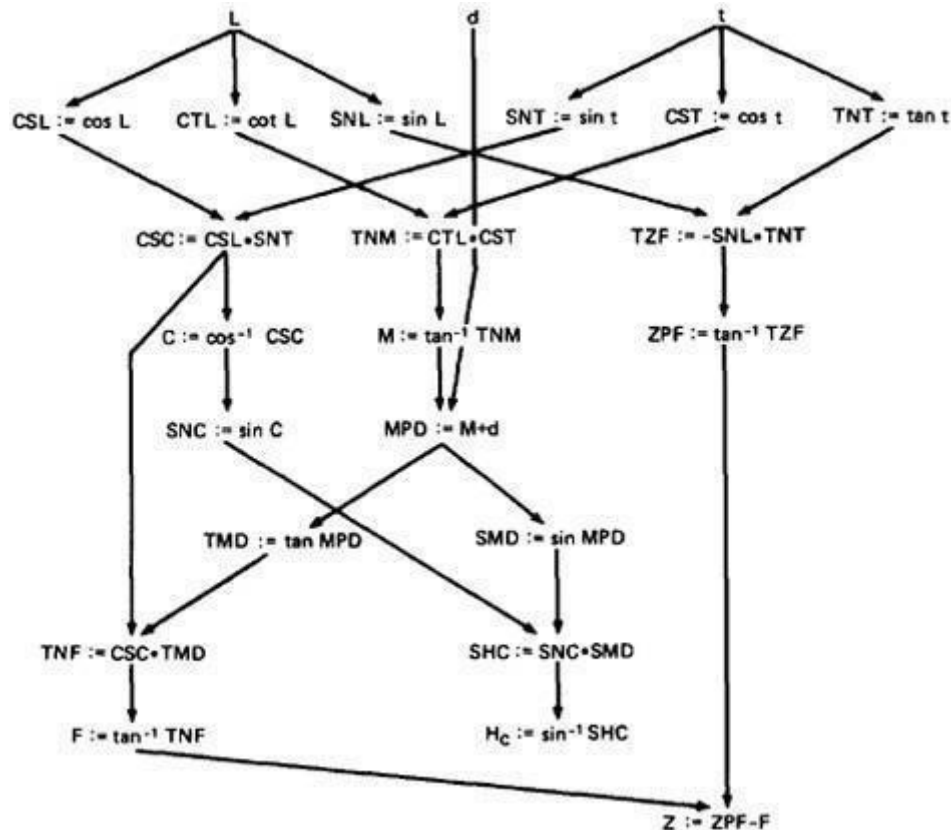 L d t
CSL := cos L CTL := cot L SNL := sin L SNT := sin t CST := cos t TNT := tan t
CSC := CSL•SNT TNM := CTL•CST TZF := -SNL•TNT
C := cos⁻¹ CSC M := tan⁻¹ TNM ZPF := tan⁻¹ TZF
SNC := sin C MPD := M+d
TMD := tan MPD SMD := sin MPD
TNF := CSC•TMD SHC := SNC•SMD
F := tan⁻¹ TNF H_C := sin⁻¹ SHC
Z := ZPF-F